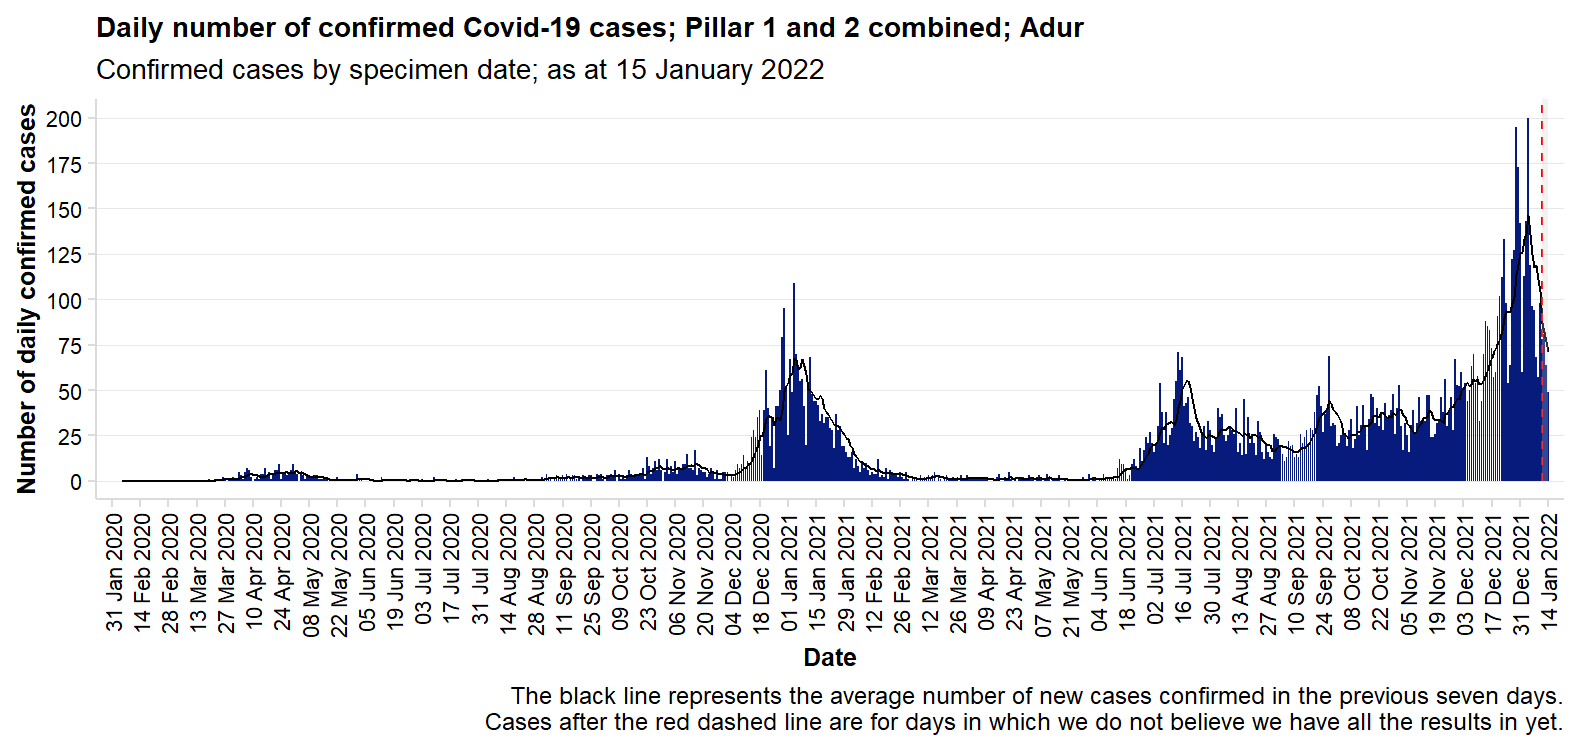 Daily number of confirmed Covid-19 cases; Pillar 1 and 2 combined; Adur
Confirmed cases by specimen date; as at 15 January 2022
Number of daily confirmed cases
200
175
150
125
100
75
50
25
0
31 Jan 2020
14 Feb 2020
28 Feb 2020
13 Mar 2020
27 Mar 2020
10 Apr 2020
24 Apr 2020
08 May 2020
22 May 2020
05 Jun 2020
19 Jun 2020
03 Jul 2020
17 Jul 2020
31 Jul 2020
14 Aug 2020
28 Aug 2020
11 Sep 2020
25 Sep 2020
09 Oct 2020
23 Oct 2020
06 Nov 2020
20 Nov 2020
04 Dec 2020
18 Dec 2020
01 Jan 2021
15 Jan 2021
29 Jan 2021
12 Feb 2021
26 Feb 2021
12 Mar 2021
26 Mar 2021
09 Apr 2021
23 Apr 2021
07 May 2021
21 May 2021
04 Jun 2021
18 Jun 2021
02 Jul 2021
16 Jul 2021
30 Jul 2021
13 Aug 2021
27 Aug 2021
10 Sep 2021
24 Sep 2021
08 Oct 2021
22 Oct 2021
05 Nov 2021
19 Nov 2021
03 Dec 2021
17 Dec 2021
31 Dec 2021
14 Jan 2022
Date
The black line represents the average number of new cases confirmed in the previous seven days.
Cases after the red dashed line are for days in which we do not believe we have all the results in yet.